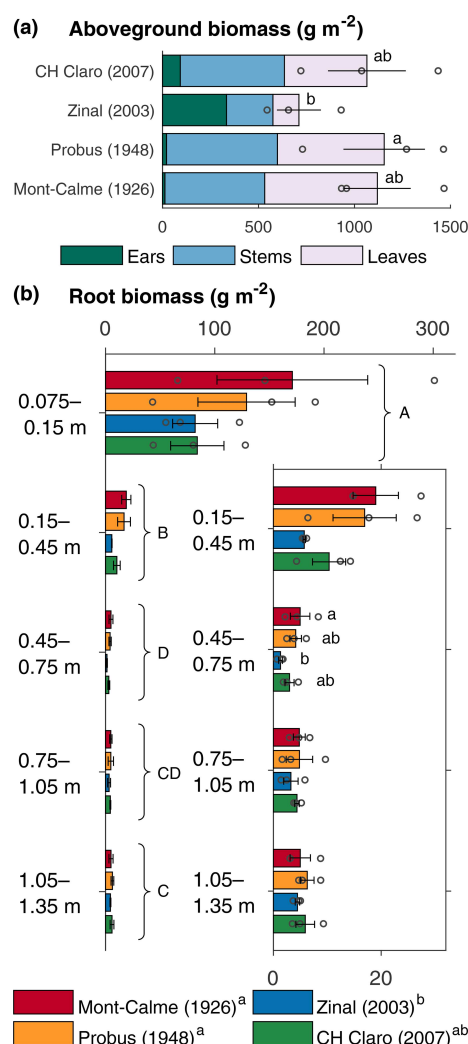 (a) Aboveground biomass (g m-2)
CH Claro (2007) ab
Zinal (2003) b
Probus (1948) a
Mont-Calme (1926) ab
0 500 1000 1500
Ears Stems Leaves
(b) Root biomass (g m-2)
0 100 200 300
0.075–
0.15 m
A
0.15–
0.45 m
B
0.15–
0.45 m
0.45–
0.75 m
D
0.45–
0.75 m
a
ab
b
ab
0.75–
1.05 m
CD
0.75–
1.05 m
1.05–
1.35 m
C
1.05–
1.35 m
0 20
Mont-Calme (1926)a Zinal (2003)b
Probus (1948)a CH Claro (2007)ab